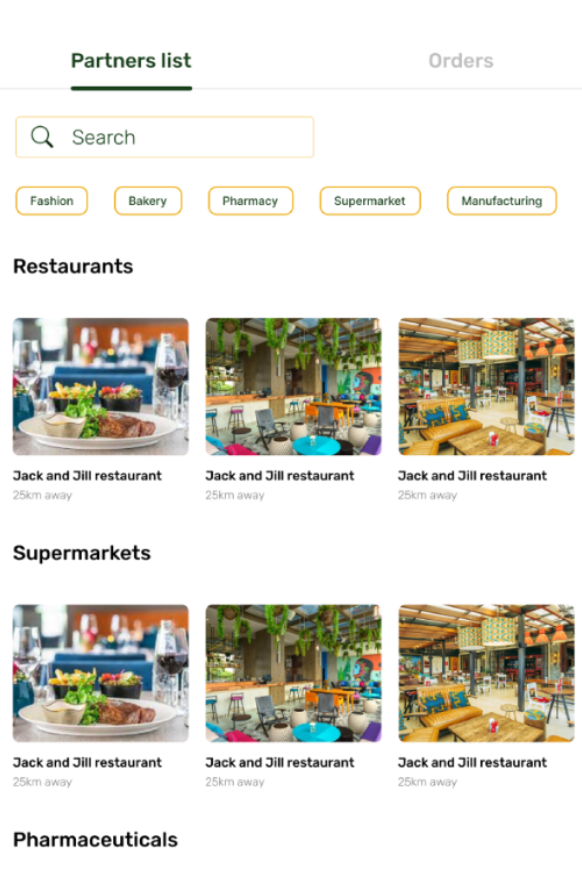 Partners list Orders
Search
Fashion Bakery Pharmacy Supermarket Manufacturing
Restaurants
Jack and Jill restaurant Jack and Jill restaurant Jack and Jill restaurant
25km away 25km away 25km away
Supermarkets
Jack and Jill restaurant Jack and Jill restaurant Jack and Jill restaurant
25km away 25km away 25km away
Pharmaceuticals